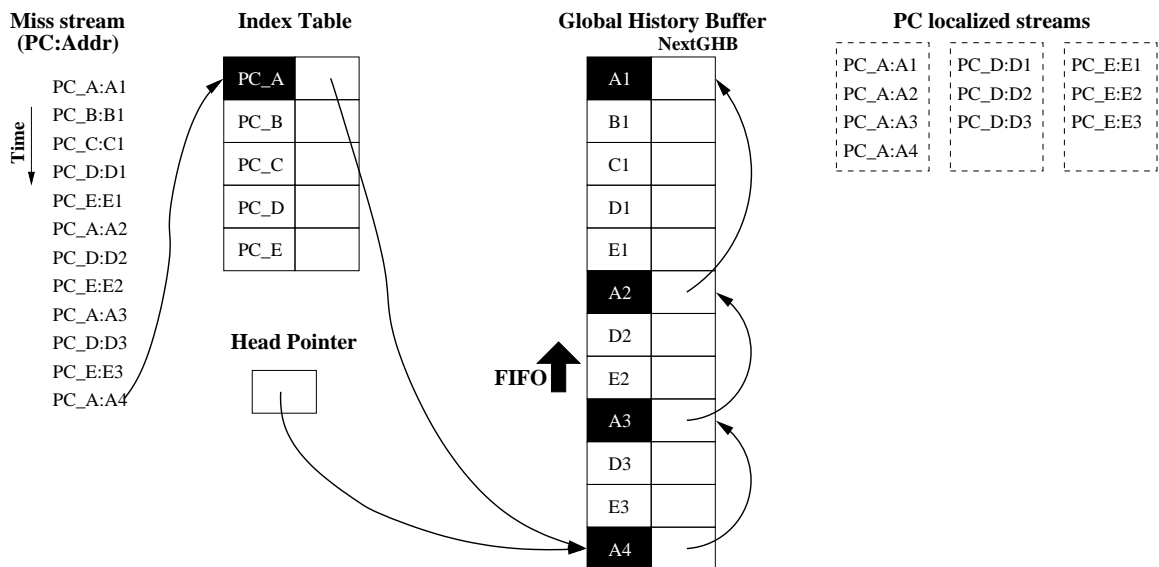 Miss stream
(PC:Addr)
Time
PC_A:A1
PC_B:B1
PC_C:C1
PC_D:D1
PC_E:E1
PC_A:A2
PC_D:D2
PC_E:E2
PC_A:A3
PC_D:D3
PC_E:E3
PC_A:A4
Index Table
PC_A
PC_B
PC_C
PC_D
PC_E
Head Pointer
Global History Buffer
NextGHB
FIFO
A1
B1
C1
D1
E1
A2
D2
E2
A3
D3
E3
A4
PC localized streams
PC_A:A1
PC_A:A2
PC_A:A3
PC_A:A4
PC_D:D1
PC_D:D2
PC_D:D3
PC_E:E1
PC_E:E2
PC_E:E3